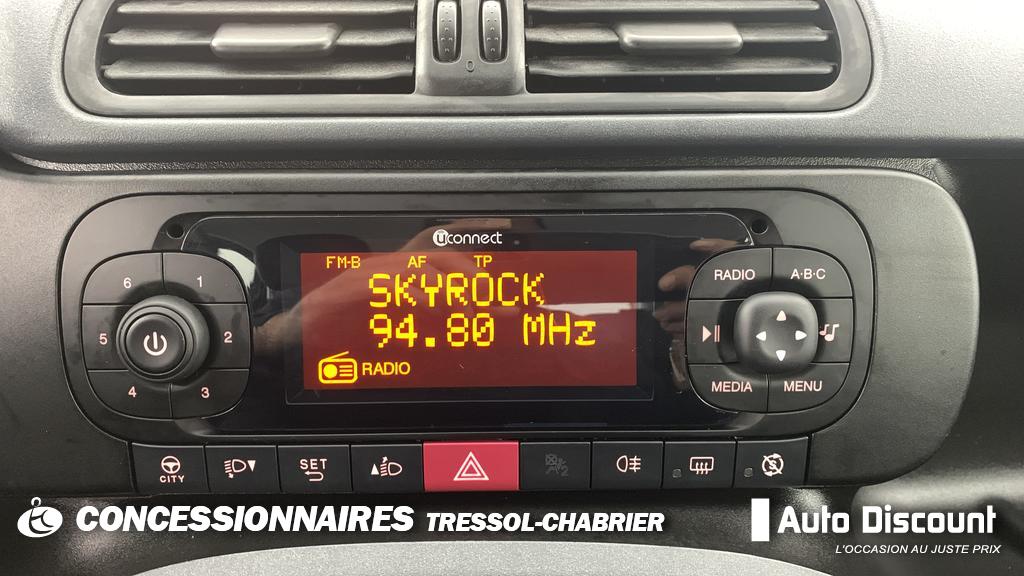 0
uconnect
FM-B AF TP
SKYROCK
94.80 MHz
RADIO
6 1
5 2
4 3
RADIO A·B·C
MEDIA MENU
CITY
SET
CONCESSIONNAIRES TRESSOL-CHABRIER
Auto Discount
L'OCCASION AU JUSTE PRIX